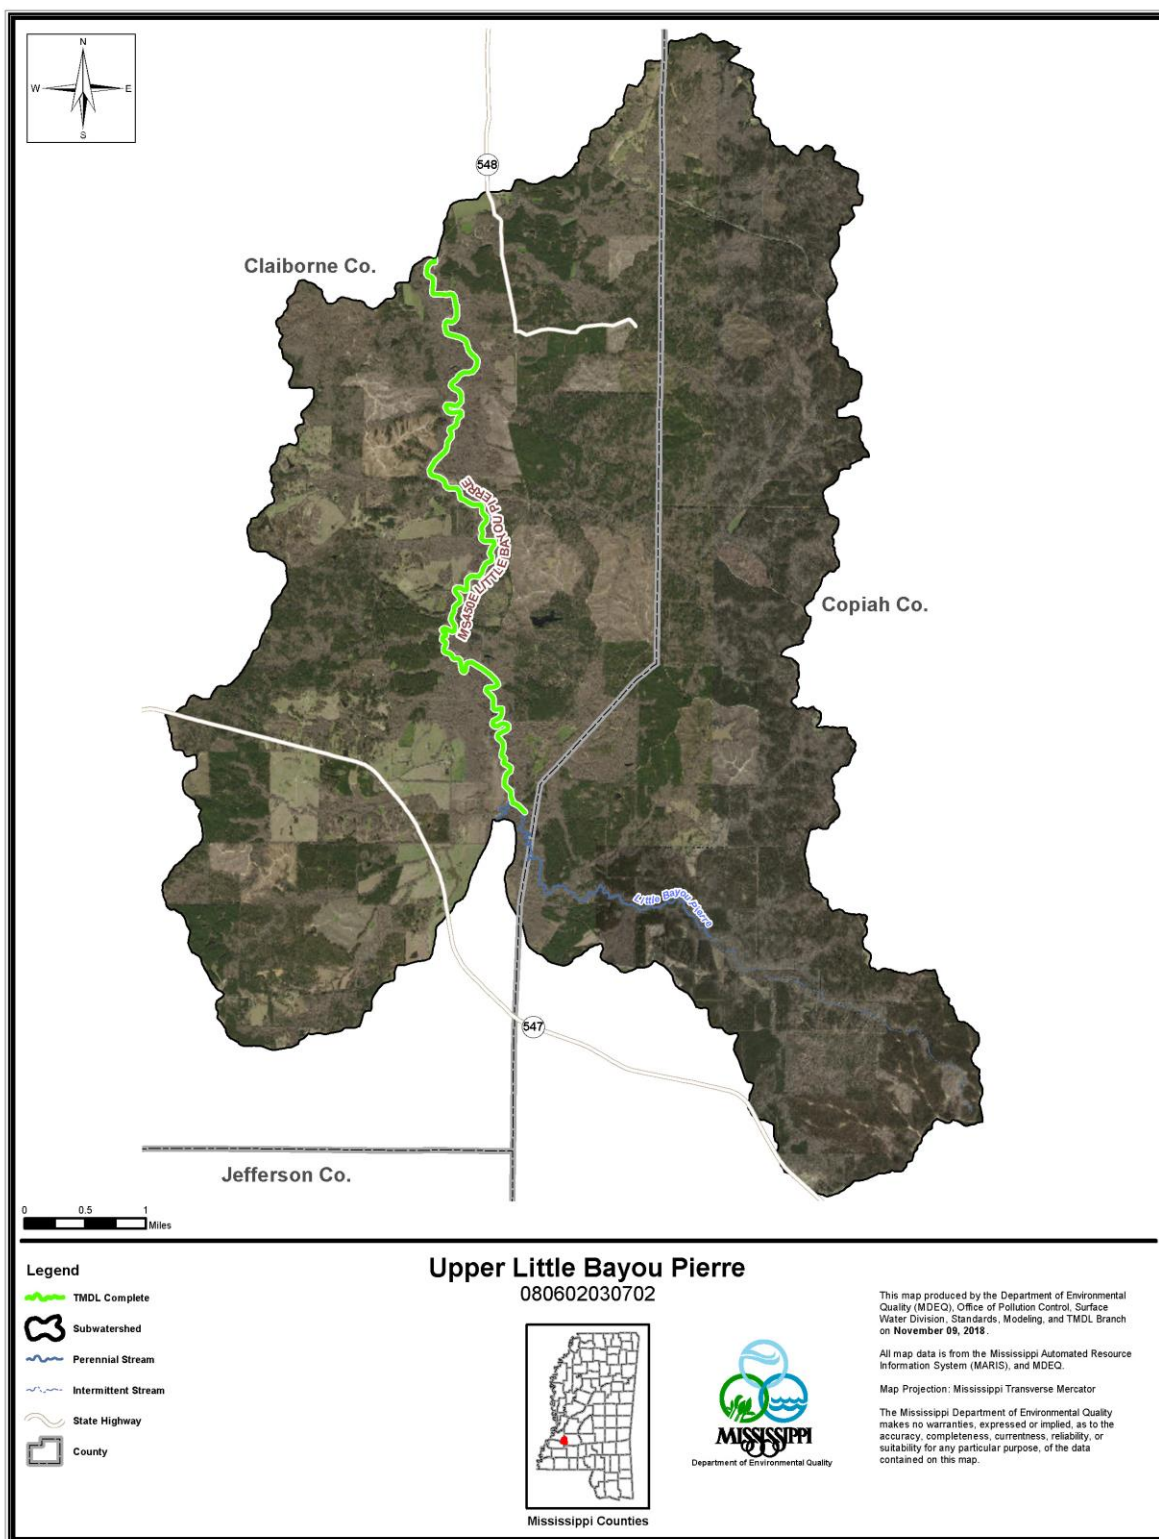 N
W E
S
548
Claiborne Co.
MS450E LITTLE BAYOU PIERRE
Copiah Co.
Little Bayou Pierre
547
Jefferson Co.
0 0.5 1
Miles
Legend
TMDL Complete
Subwatershed
Perennial Stream
Intermittent Stream
State Highway
County
Upper Little Bayou Pierre
080602030702
Mississippi Counties
MISSISSIPPI
Department of Environmental Quality
This map produced by the Department of Environmental
Quality (MDEQ), Office of Pollution Control, Surface
Water Division, Standards, Modeling, and TMDL Branch
on November 09, 2018.
All map data is from the Mississippi Automated Resource
Information System (MARIS), and MDEQ.
Map Projection: Mississippi Transverse Mercator
The Mississippi Department of Environmental Quality
makes no warranties, expressed or implied, as to the
accuracy, completeness, currentness, reliability, or
suitability for any particular purpose, of the data
contained on this map.